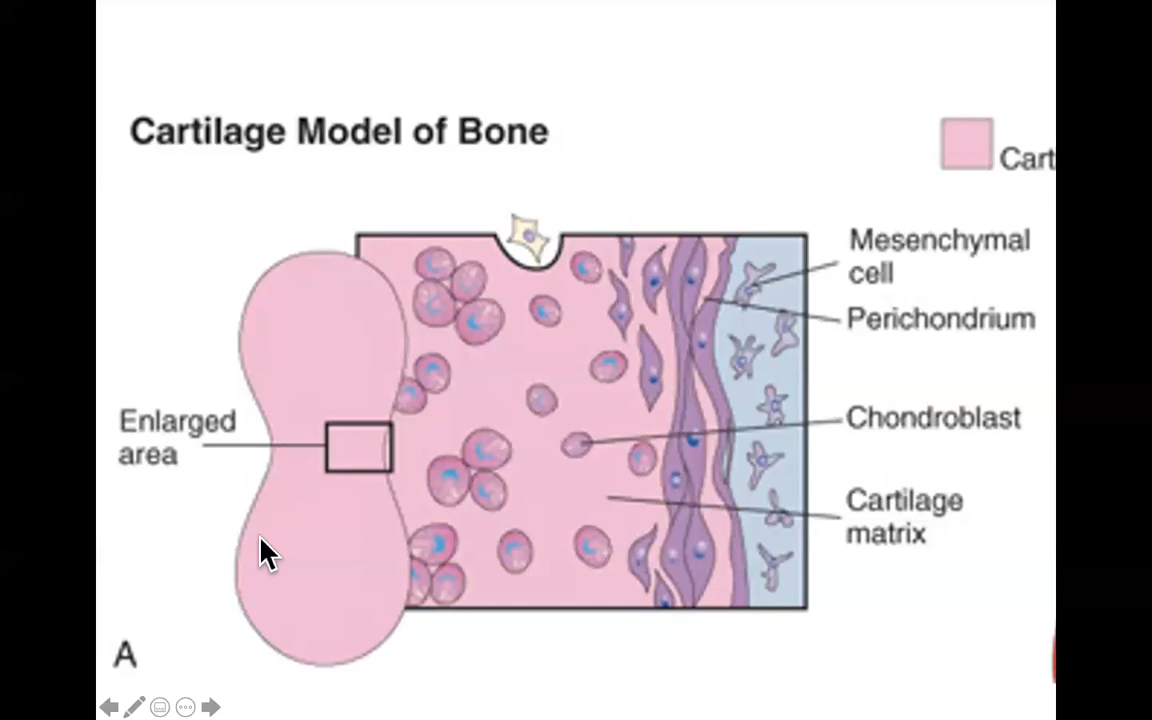 Cartilage Model of Bone
Cart
Mesenchymal
cell
Perichondrium
Enlarged
area
Chondroblast
Cartilage
matrix
A